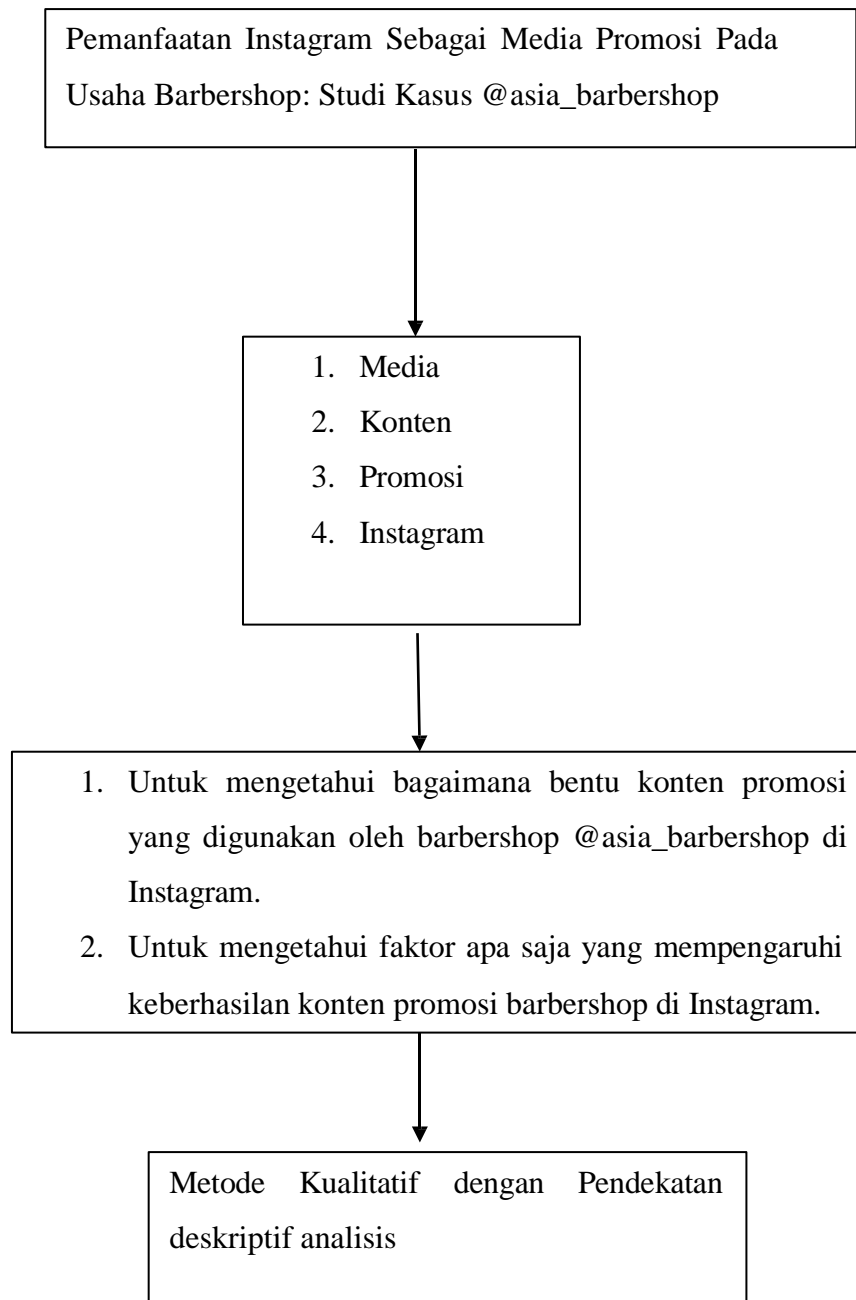 Pemanfaatan Instagram Sebagai Media Promosi Pada
Usaha Barbershop: Studi Kasus @asia_barbershop
1. Media
2. Konten
3. Promosi
4. Instagram
1. Untuk mengetahui bagaimana bentu konten promosi
yang digunakan oleh barbershop @asia_barbershop di
Instagram.
2. Untuk mengetahui faktor apa saja yang mempengaruhi
keberhasilan konten promosi barbershop di Instagram.
Metode Kualitatif dengan Pendekatan
deskriptif analisis